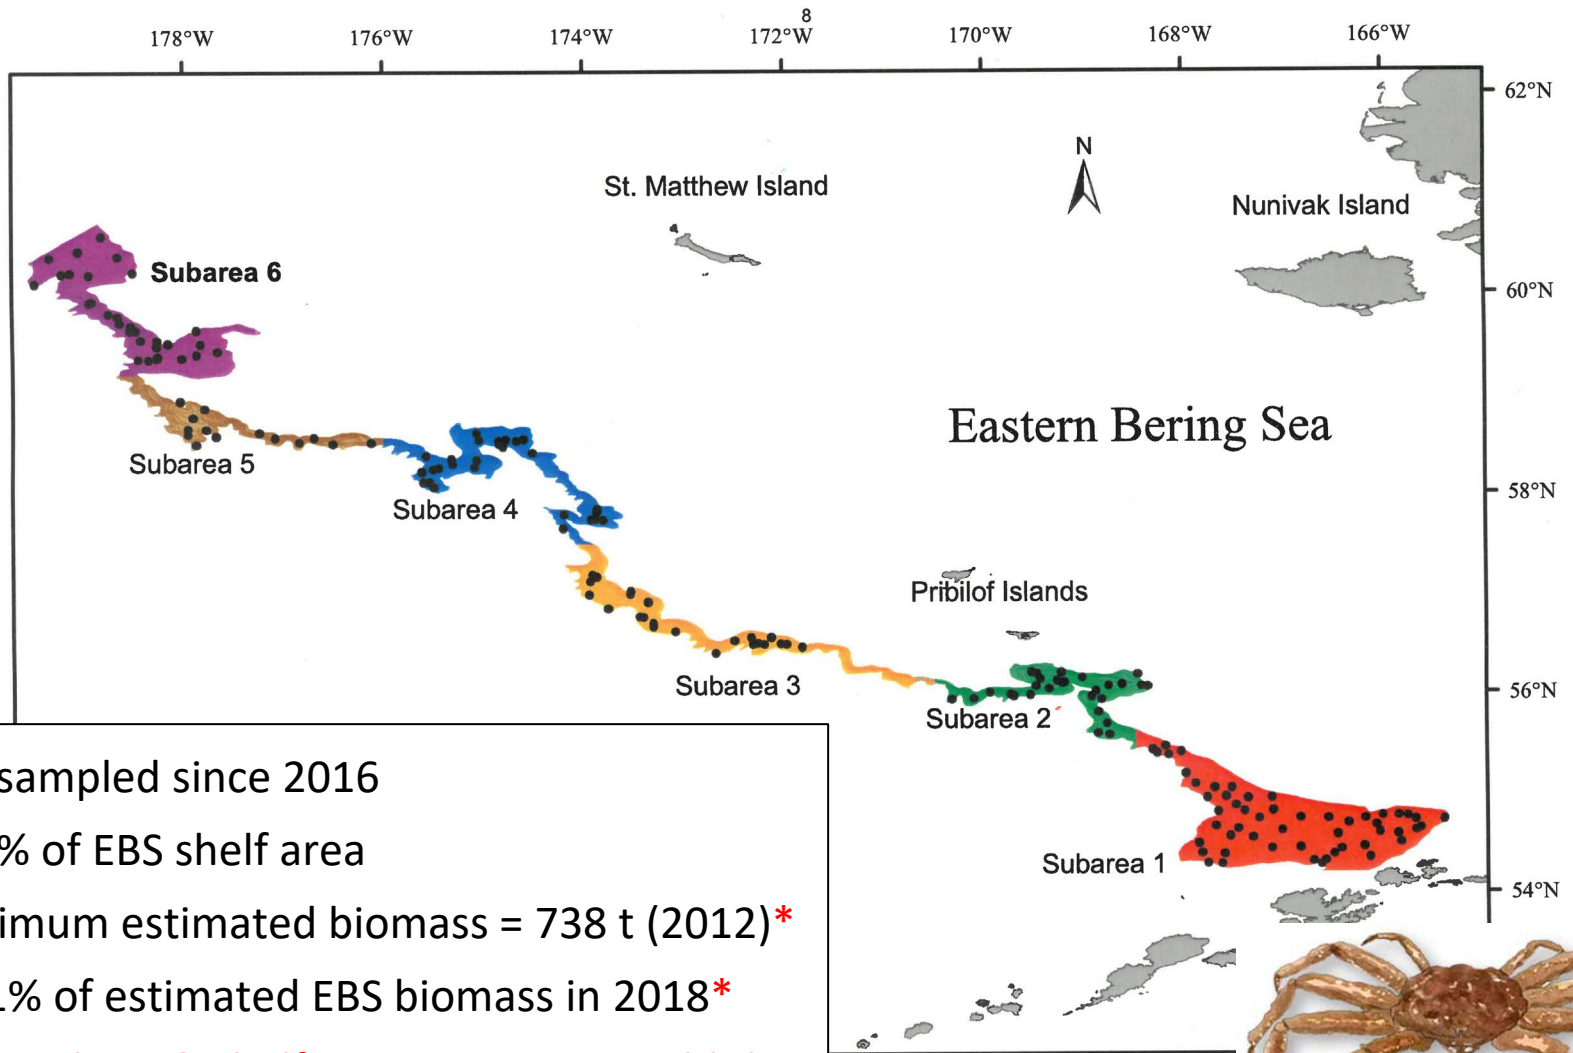 8
178°W 176°W 174°W 172°W 170°W 168°W 166°W
62°N
N
St. Matthew Island
Nunivak Island
Subarea 6
60°N
Eastern Bering Sea
Subarea 5
58°N
Subarea 4
Pribilof Islands
Subarea 3
56°N
Subarea 2
sampled since 2016
% of EBS shelf area
Subarea 1
54°N
imum estimated biomass = 738 t (2012)*
1% of estimated EBS biomass in 2018*